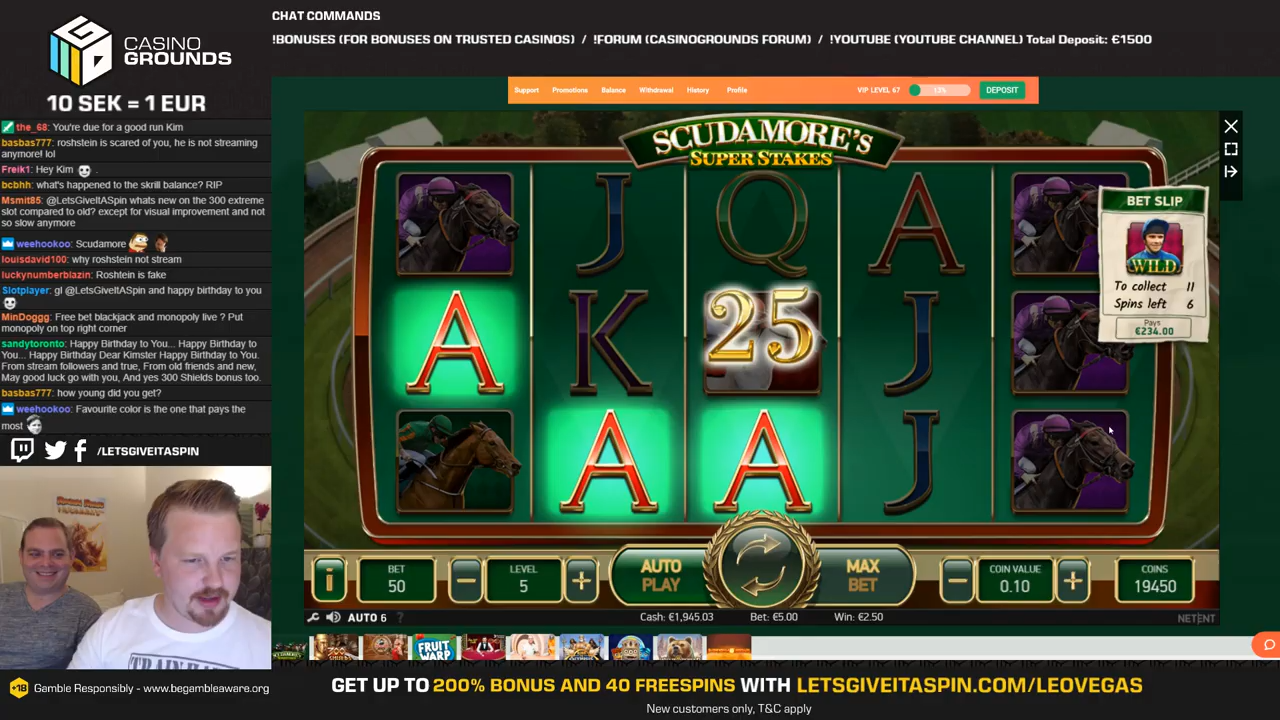 CHAT COMMANDS
!BONUSES (FOR BONUSES ON TRUSTED CASINOS) / !FORUM (CASINOGROUNDS FORUM) / !YOUTUBE (YOUTUBE CHANNEL) Total Deposit: €1500
CASINO
GROUNDS
10 SEK = 1 EUR
the_68: You're due for a good run Kim
basbas777: roshstein is scared of you, he is not streaming
anymore! lol
Freik1: Hey Kim .
bcbhh: what's happened to the skrill balance? RIP
Msmit85: @LetsGiveItASpin whats new on the 300 extreme
slot compared to old? except for visual improvement and not
so slow anymore
weehookoo: Scudamore
louisdavid100: why roshstein not stream
luckynumberblazin: Roshtein is fake
Slotplayer: gl @LetsGiveItASpin and happy birthday to you
MinDoggg: Free bet blackjack and monopoly live ? Put
monopoly on top right corner
sandytoronto: Happy Birthday to You... Happy Birthday to
You... Happy Birthday Dear Kimster Happy Birthday to You.
From stream followers and true, From old friends and new,
May good luck go with you, And yes 300 Shields bonus too.
basbas777: how young did you get?
weehookoo: Favourite color is the one that pays the
most
/LETSGIVEITASPIN
Support Promotions Balance Withdrawal History Profile VIP LEVEL 67 13% DEPOSIT
SCUDAMORE'S
SUPER STAKES
J Q A
A K 25 J
A A J
BET SLIP
WILD
To collect 11
Spins left 6
Pays
€234.00
BET
50
LEVEL
5
AUTO
PLAY
MAX
BET
COIN VALUE
0.10
COINS
19450
AUTO 6 ? Cash: €1,945.03 Bet: €5.00 Win: €2.50 NETENT
FRUIT
WARP
+18 Gamble Responsibly - www.begambleaware.org
GET UP TO 200% BONUS AND 40 FREESPINS WITH LETSGIVEITASPIN.COM/LEOVEGAS
New customers only, T&C apply